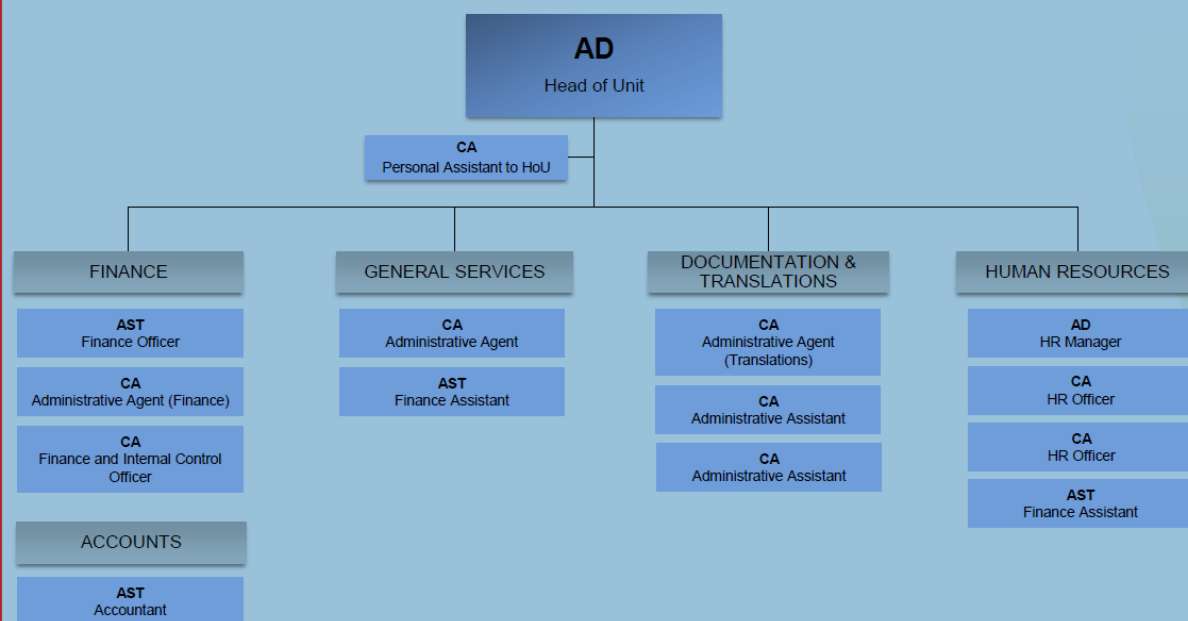 AD
Head of Unit
CA
Personal Assistant to HoU
FINANCE
AST
Finance Officer
CA
Administrative Agent (Finance)
CA
Finance and Internal Control
Officer
ACCOUNTS
AST
Accountant
GENERAL SERVICES
CA
Administrative Agent
AST
Finance Assistant
DOCUMENTATION &
TRANSLATIONS
CA
Administrative Agent
(Translations)
CA
Administrative Assistant
CA
Administrative Assistant
HUMAN RESOURCES
AD
HR Manager
CA
HR Officer
CA
HR Officer
AST
Finance Assistant